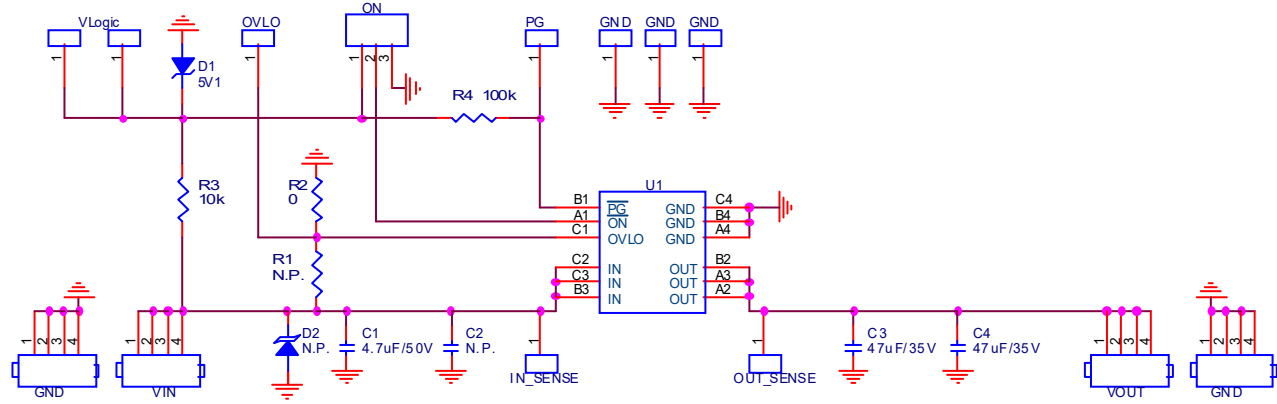 VLogic
OVLO
ON
PG
GND
GND
GND
1
1
1
1
2
3
1
1
1
1
D1
5V1
R4 100k
R3
10k
R2
0
R1
N.P.
U1
B1
A1
C1
C2
C3
B3
PG
ON
OVLO
IN
IN
IN
GND
GND
GND
OUT
OUT
OUT
C4
B4
A4
B2
A3
A2
1
2
3
4
GND
1
2
3
4
VIN
D2
N.P.
C1
4.7uF/50V
C2
N.P.
1
IN_SENSE
1
OUT_SENSE
C3
47uF/35V
C4
47uF/35V
1
2
3
4
VOUT
1
2
3
4
GND